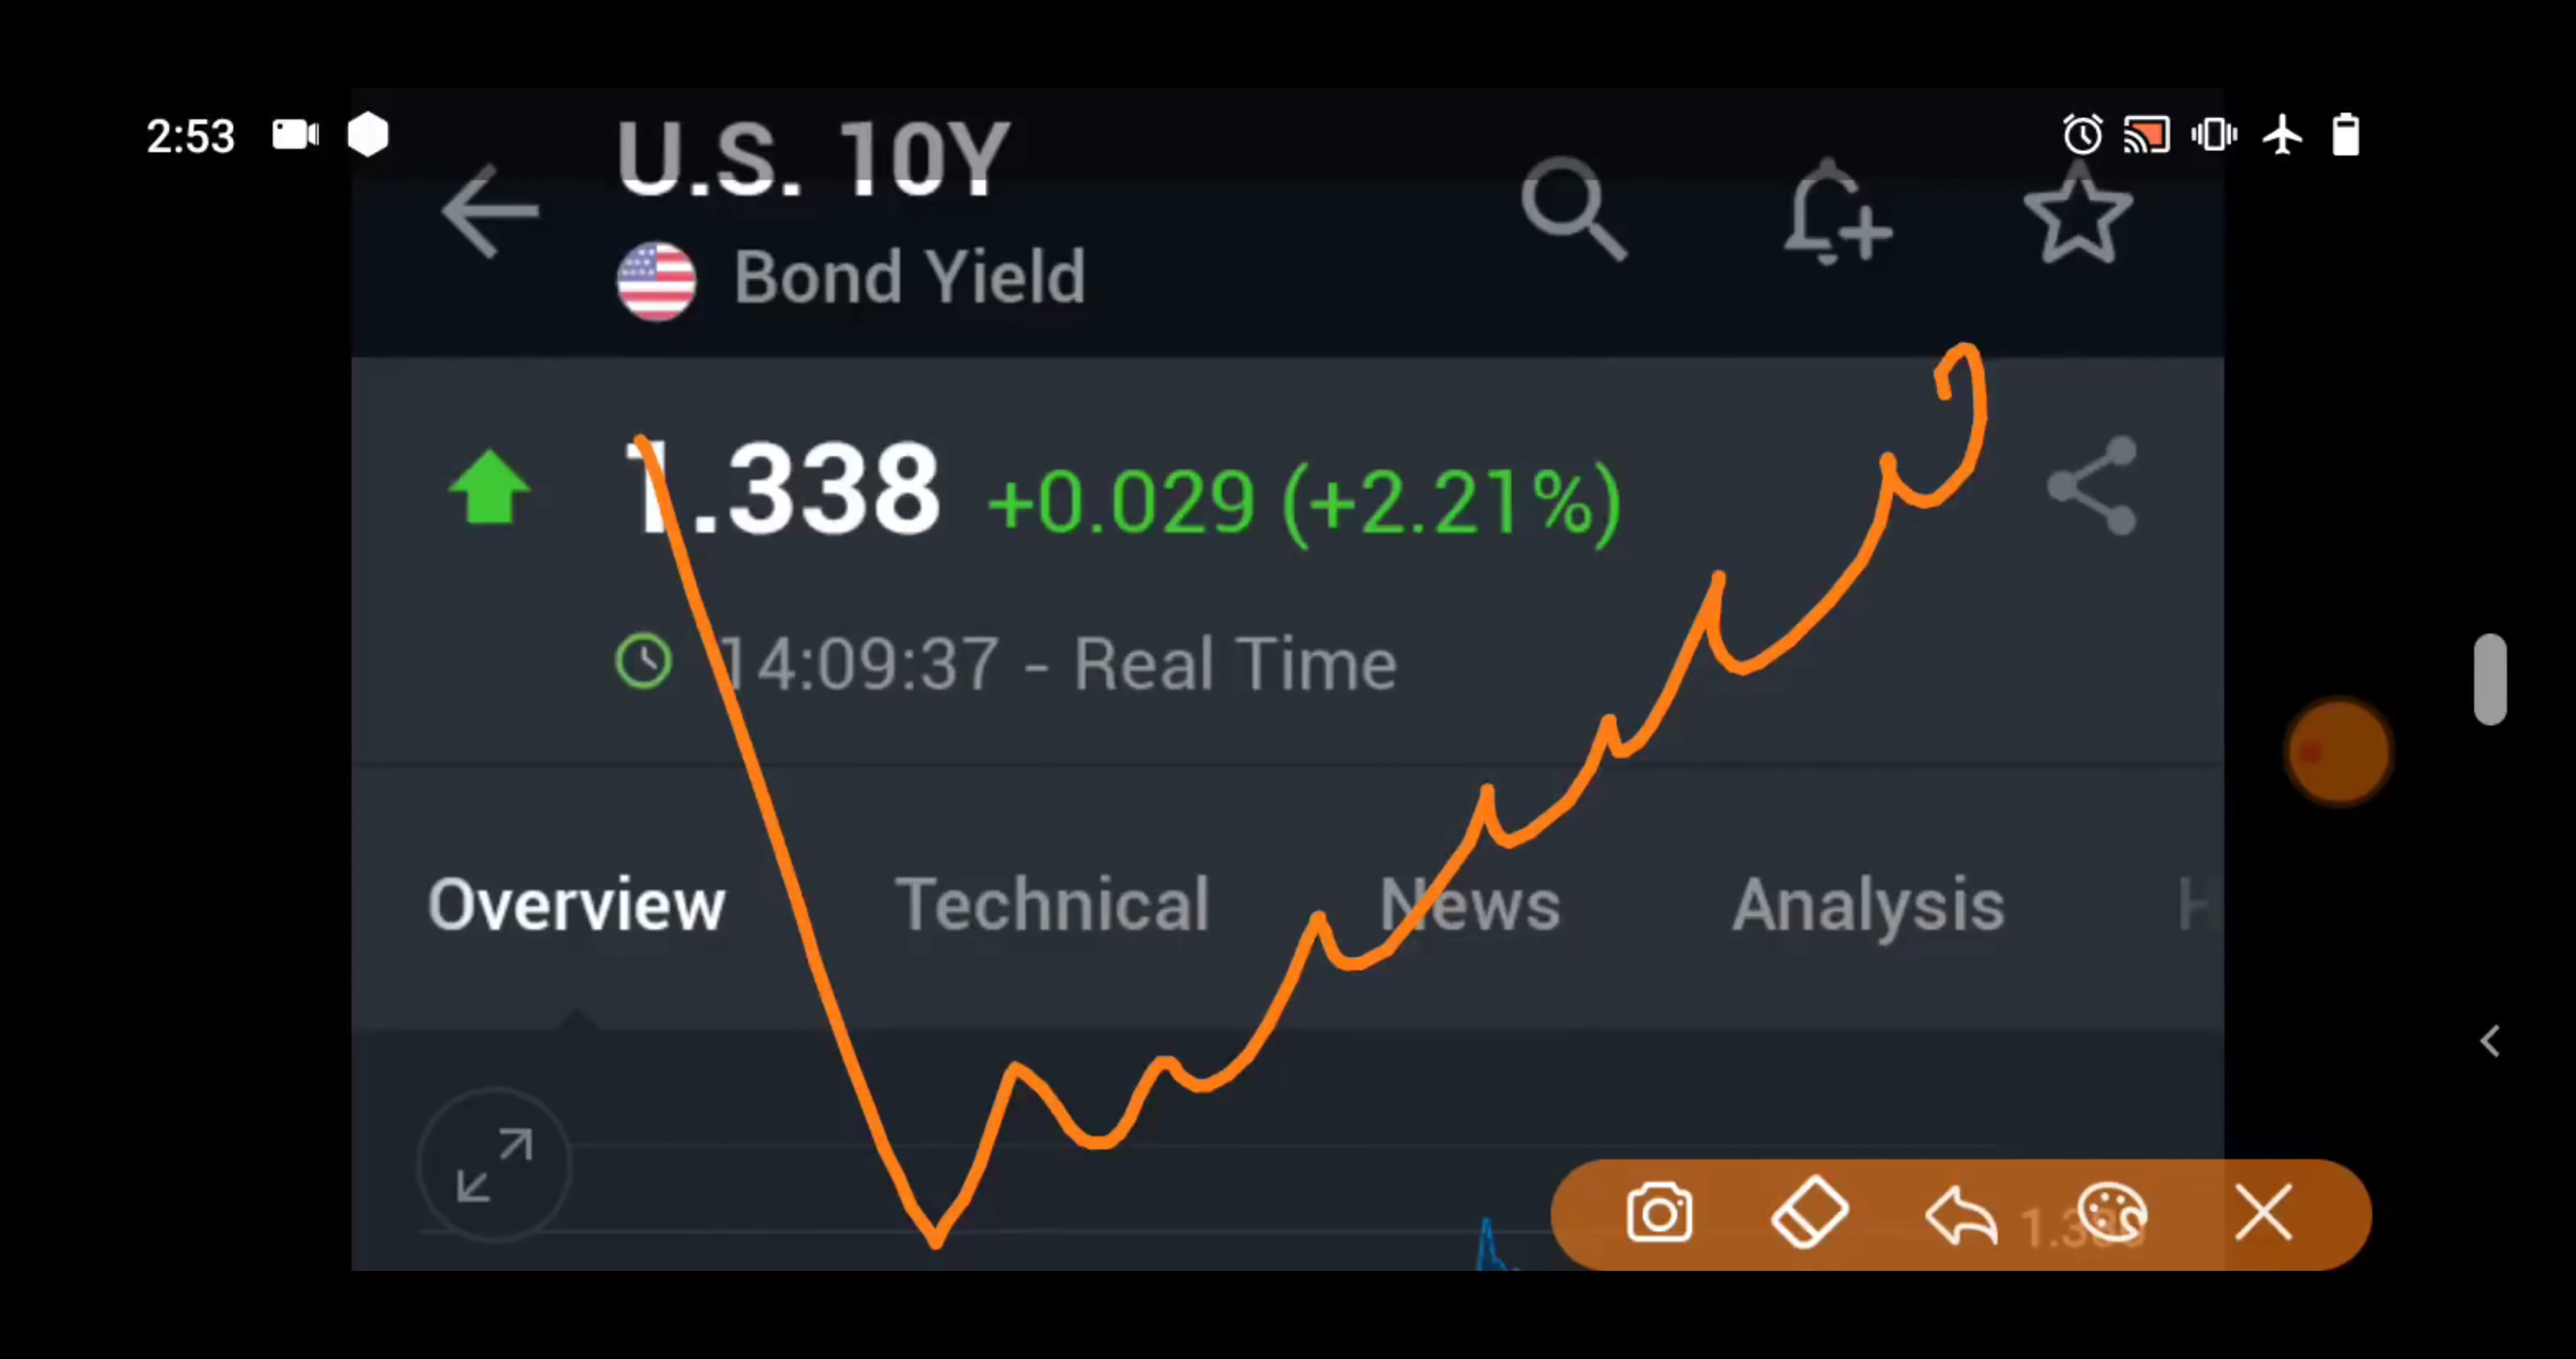 2:53
U.S. 10Y
Bond Yield
1.338 +0.029 (+2.21%)
14:09:37 - Real Time
Overview Technical News Analysis H